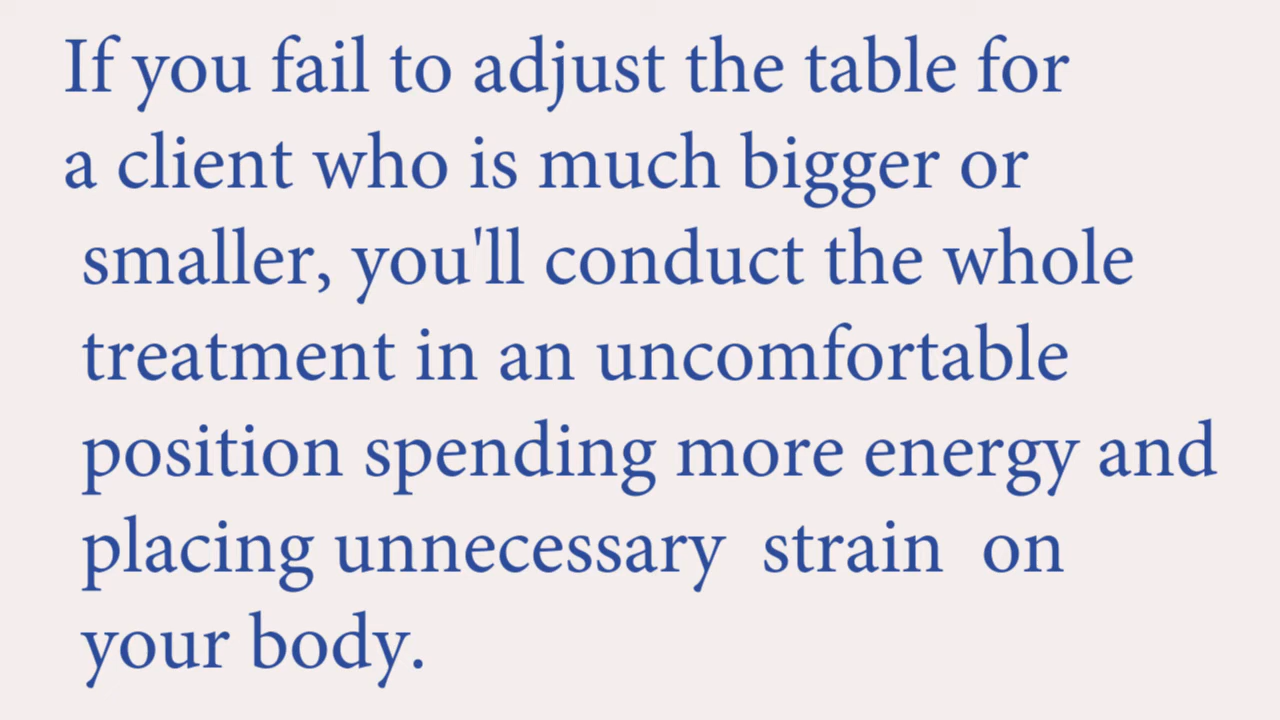 If you fail to adjust the table for
a client who is much bigger or
smaller, you'll conduct the whole
treatment in an uncomfortable
position spending more energy and
placing unnecessary strain on
your body.